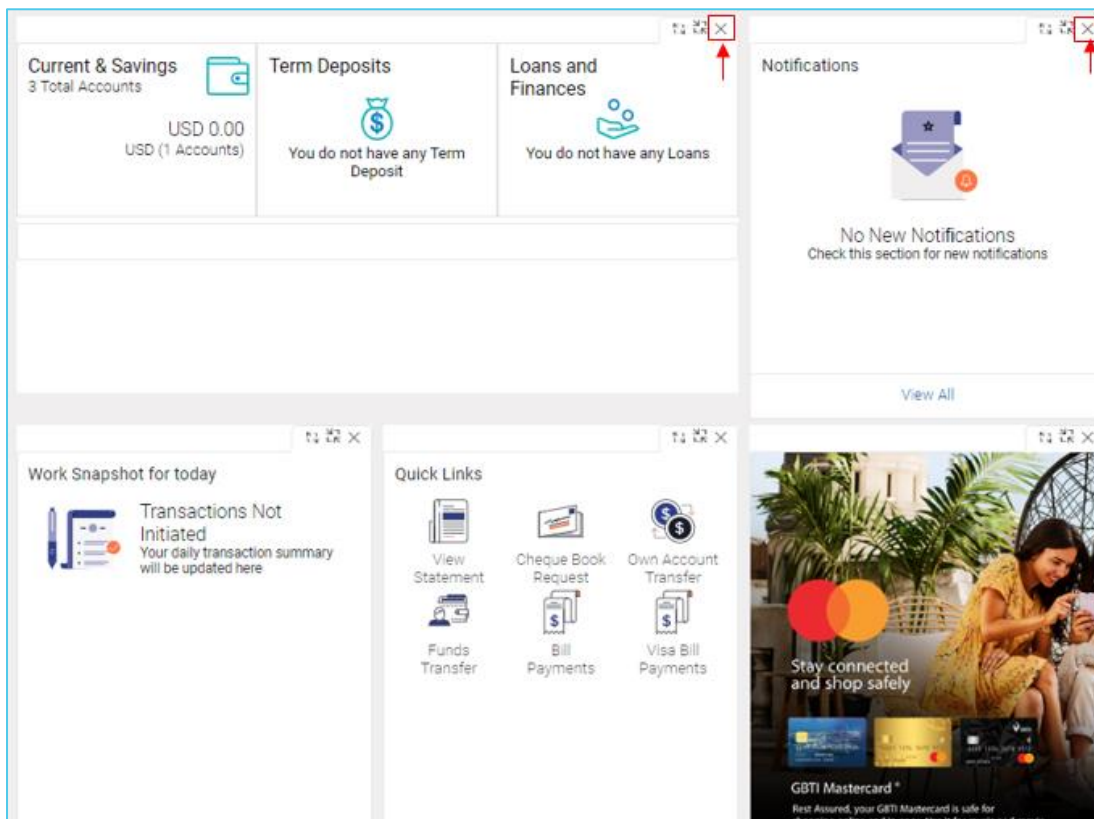 Current & Savings
3 Total Accounts
USD 0.00
USD (1 Accounts)
Term Deposits
$
You do not have any Term
Deposit
Loans and
Finances
You do not have any Loans
Notifications
No New Notifications
Check this section for new notifications
View All
Work Snapshot for today
Transactions Not
Initiated
Your daily transaction summary
will be updated here
Quick Links
View
Statement
Cheque Book
Request
$
$
Own Account
Transfer
Funds
Transfer
$
Bill
Payments
$
Visa Bill
Payments
Stay connected
and shop safely
GBTI Mastercard®
Rest Assured, your GBTI Mastercard is safe for